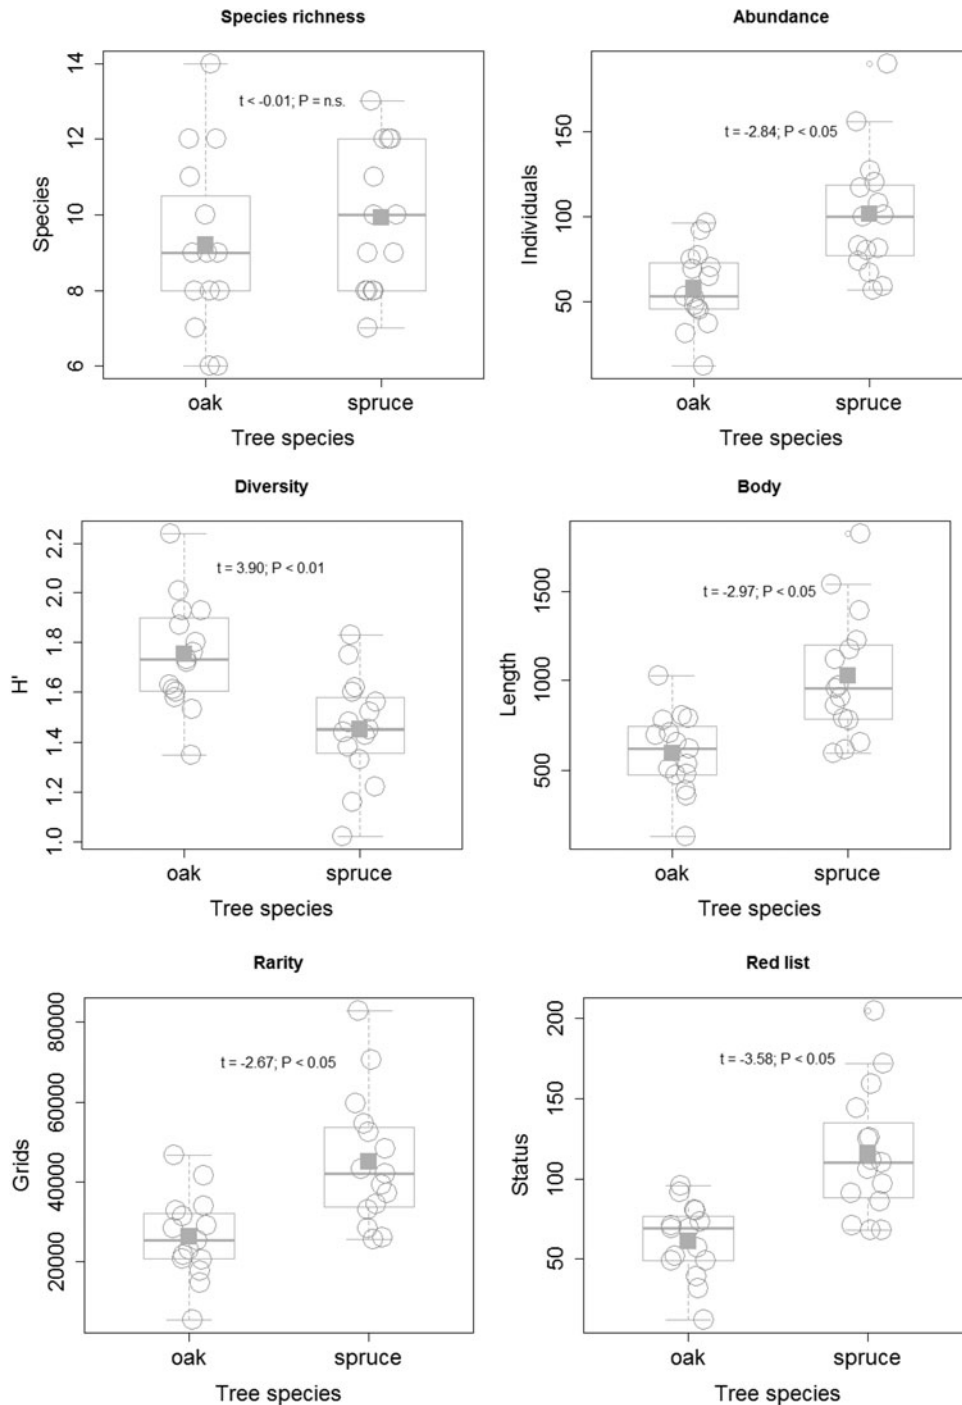 Species richness
Species
14
12
10
8
6
t < -0.01; P = n.s.
oak
spruce
Tree species
Abundance
Individuals
150
100
50
t = -2.84; P < 0.05
oak
spruce
Tree species
Diversity
H'
2.2
2.0
1.8
1.6
1.4
1.2
1.0
t = 3.90; P < 0.01
oak
spruce
Tree species
Body
Length
1500
1000
500
t = -2.97; P < 0.05
oak
spruce
Tree species
Rarity
Grids
80000
60000
40000
20000
t = -2.67; P < 0.05
oak
spruce
Tree species
Red list
Status
200
150
100
50
t = -3.58; P < 0.05
oak
spruce
Tree species